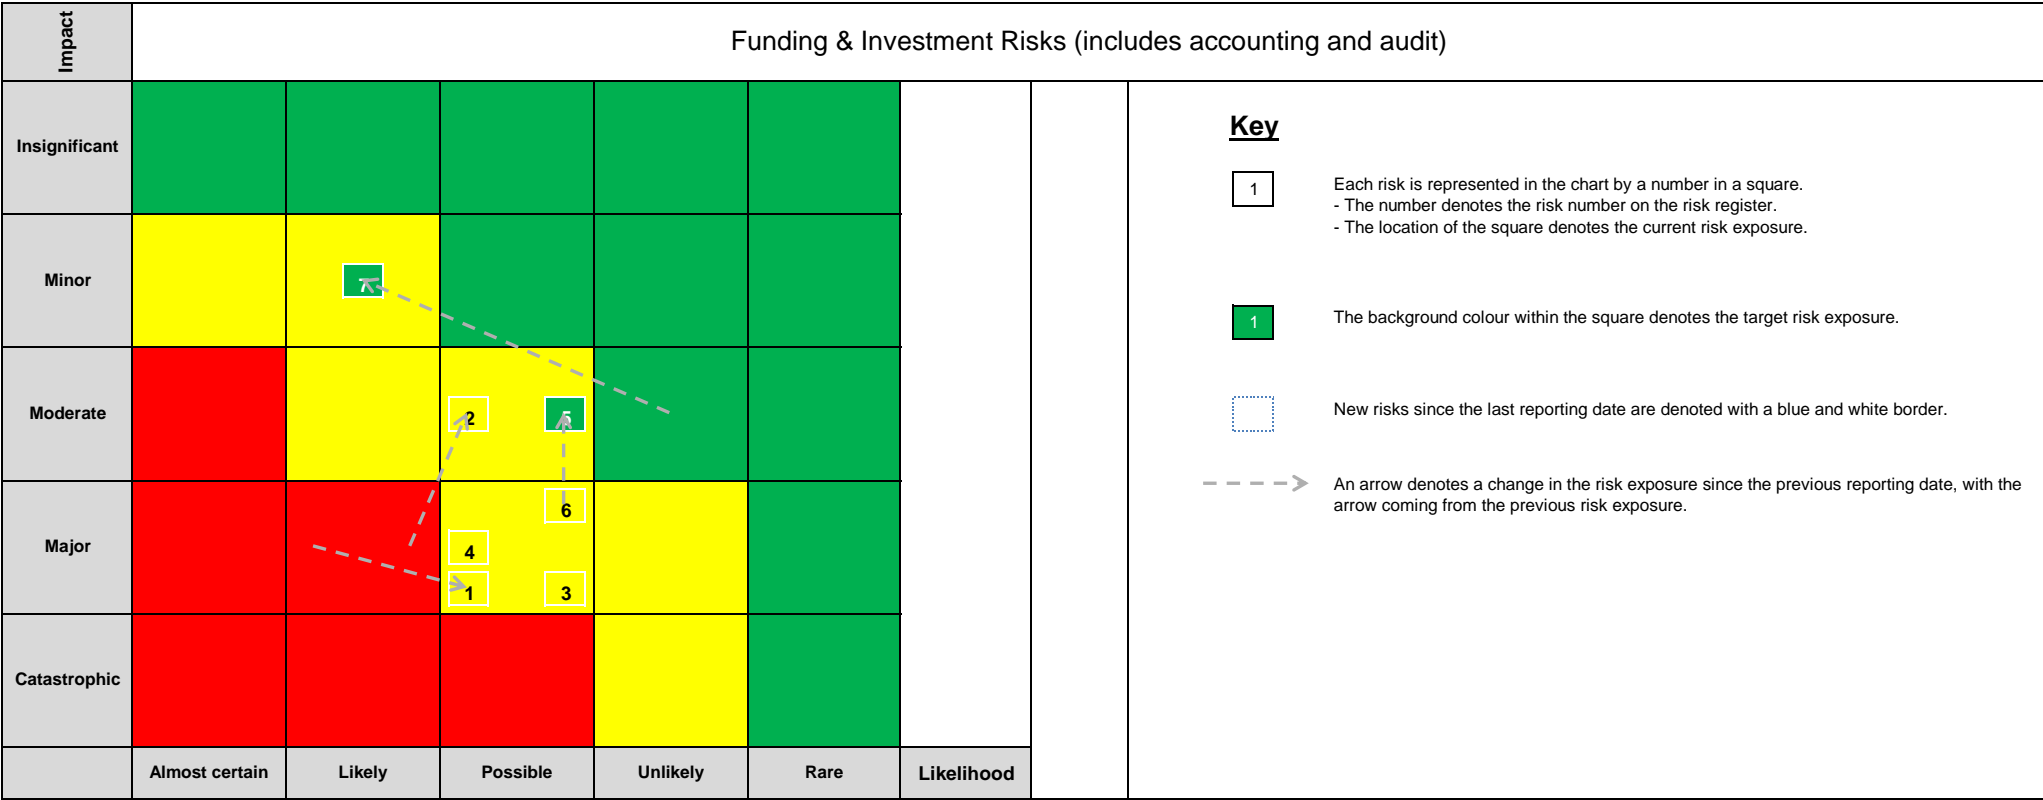 Impact
Funding & Investment Risks (includes accounting and audit)
Insignificant
Minor
7
Moderate
2
5
Major
6
4
1
3
Catastrophic
Almost certain
Likely
Possible
Unlikely
Rare
Likelihood
Key
1
Each risk is represented in the chart by a number in a square.
- The number denotes the risk number on the risk register.
- The location of the square denotes the current risk exposure.
1
The background colour within the square denotes the target risk exposure.
New risks since the last reporting date are denoted with a blue and white border.
An arrow denotes a change in the risk exposure since the previous reporting date, with the
arrow coming from the previous risk exposure.